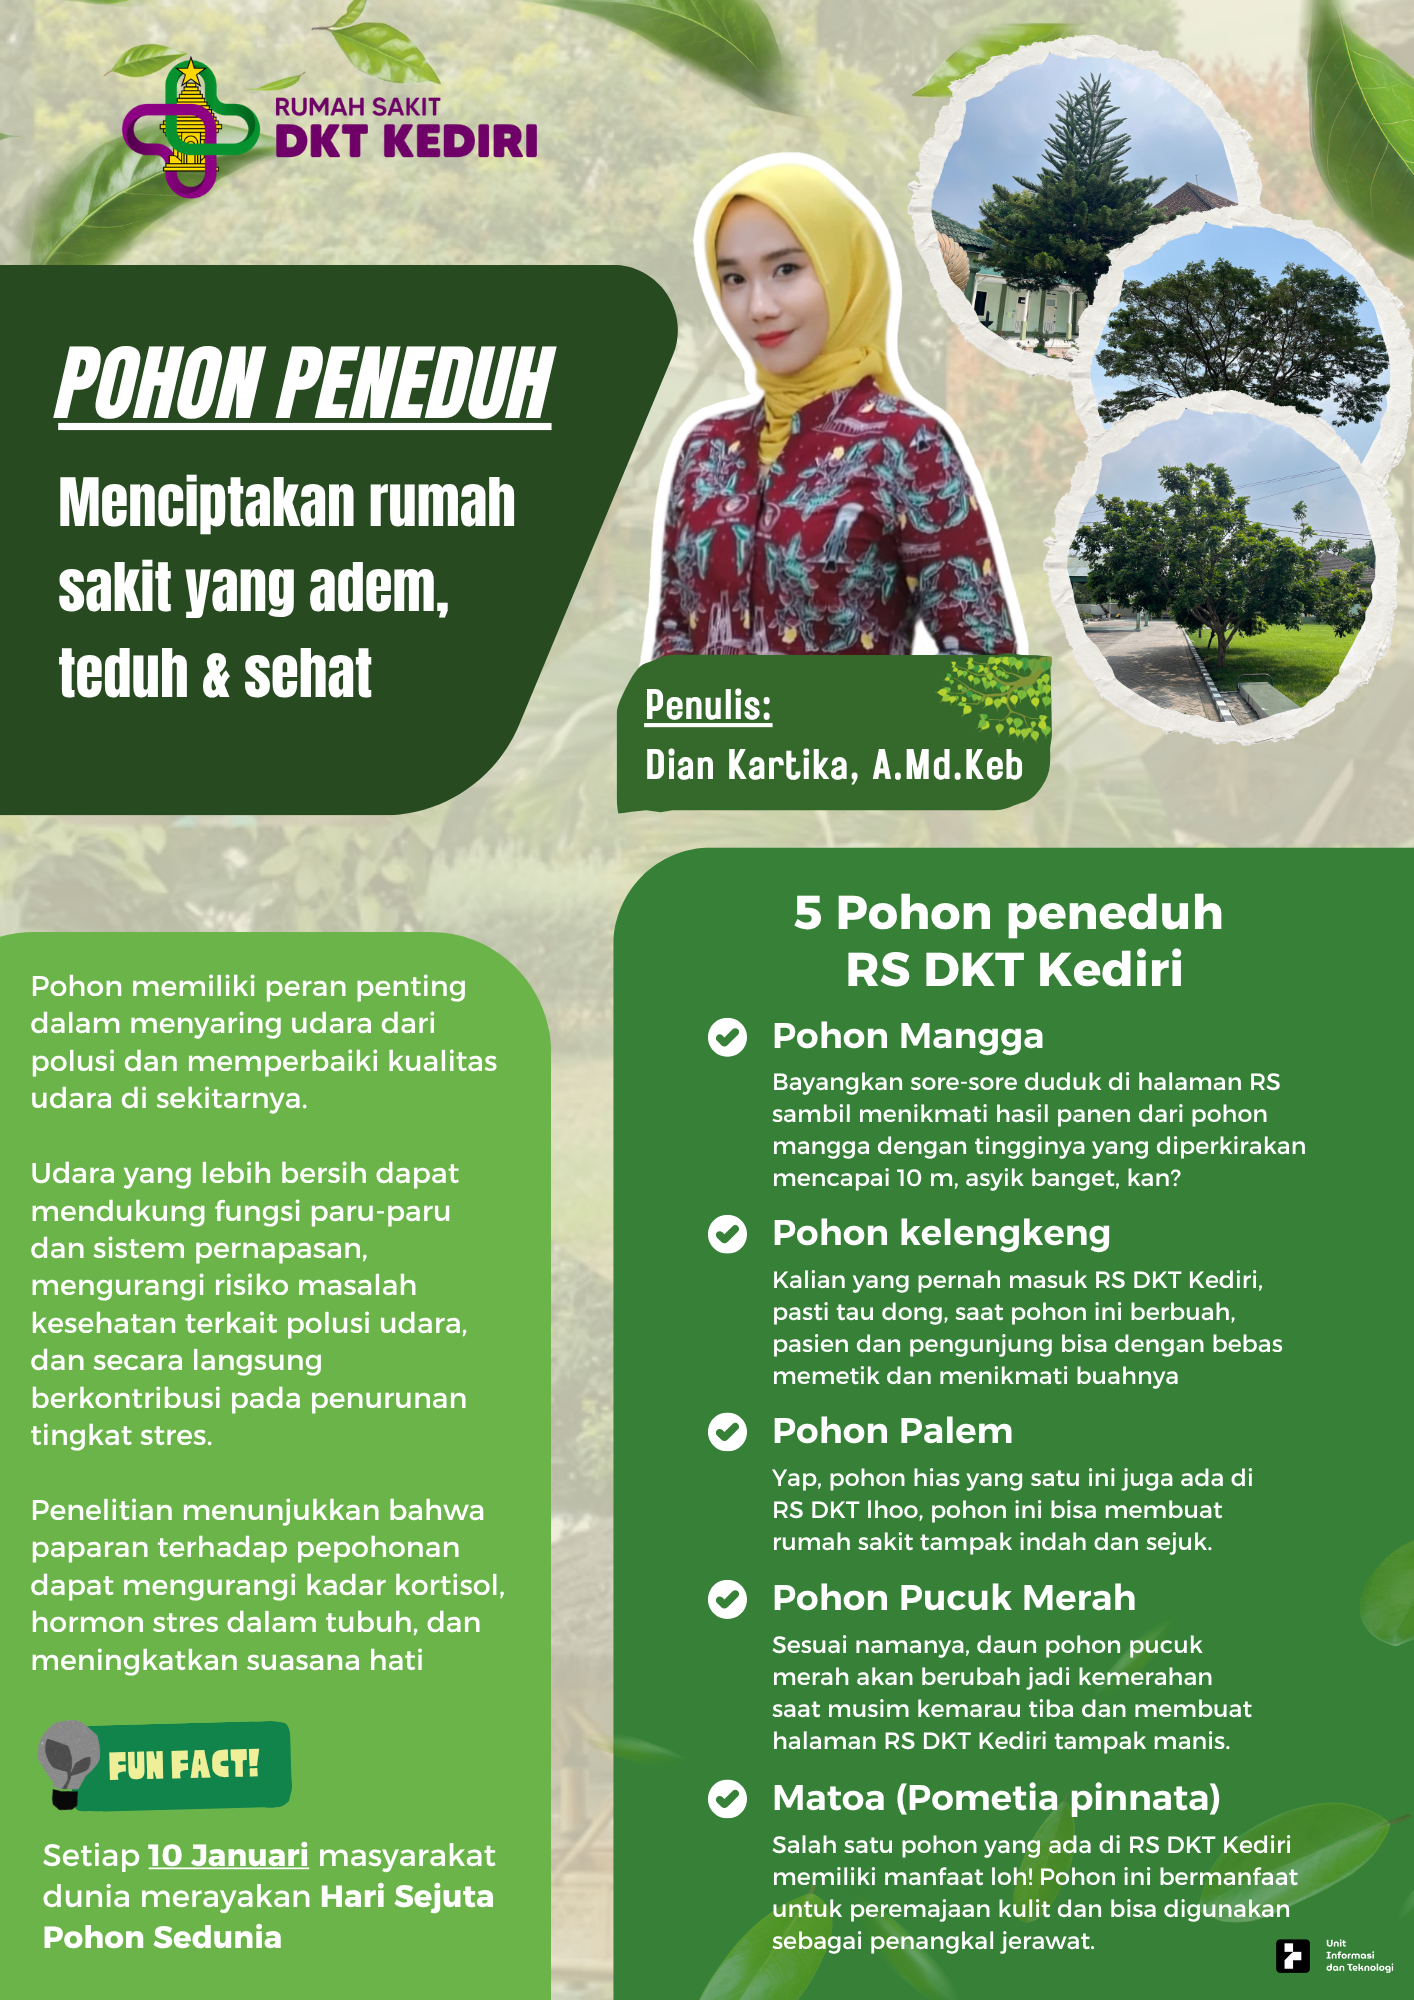 RUMAH SAKIT
DKT KEDIRI
POHON PENEDUH
Menciptakan rumah
sakit yang adem,
teduh & sehat
Penulis:
Dian Kartika, A.Md.Keb
Pohon memiliki peran penting
dalam menyaring udara dari
polusi dan memperbaiki kualitas
udara di sekitarnya.
Udara yang lebih bersih dapat
mendukung fungsi paru-paru
dan sistem pernapasan,
mengurangi risiko masalah
kesehatan terkait polusi udara,
dan secara langsung
berkontribusi pada penurunan
tingkat stres.
Penelitian menunjukkan bahwa
paparan terhadap pepohonan
dapat mengurangi kadar kortisol,
hormon stres dalam tubuh, dan
meningkatkan suasana hati
FUN FACT!
Setiap 10 Januari masyarakat
dunia merayakan Hari Sejuta
Pohon Sedunia
5 Pohon peneduh
RS DKT Kediri
Pohon Mangga
Bayangkan sore-sore duduk di halaman RS
sambil menikmati hasil panen dari pohon
mangga dengan tingginya yang diperkirakan
mencapai 10 m, asyik banget, kan?
Pohon kelengkeng
Kalian yang pernah masuk RS DKT Kediri,
pasti tau dong, saat pohon ini berbuah,
pasien dan pengunjung bisa dengan bebas
memetik dan menikmati buahnya
Pohon Palem
Yap, pohon hias yang satu ini juga ada di
RS DKT lhoo, pohon ini bisa membuat
rumah sakit tampak indah dan sejuk.
Pohon Pucuk Merah
Sesuai namanya, daun pohon pucuk
merah akan berubah jadi kemerahan
saat musim kemarau tiba dan membuat
halaman RS DKT Kediri tampak manis.
Matoa (Pometia pinnata)
Salah satu pohon yang ada di RS DKT Kediri
memiliki manfaat loh! Pohon ini bermanfaat
untuk peremajaan kulit dan bisa digunakan
sebagai penangkal jerawat.
Unit
Informasi
dan Teknologi